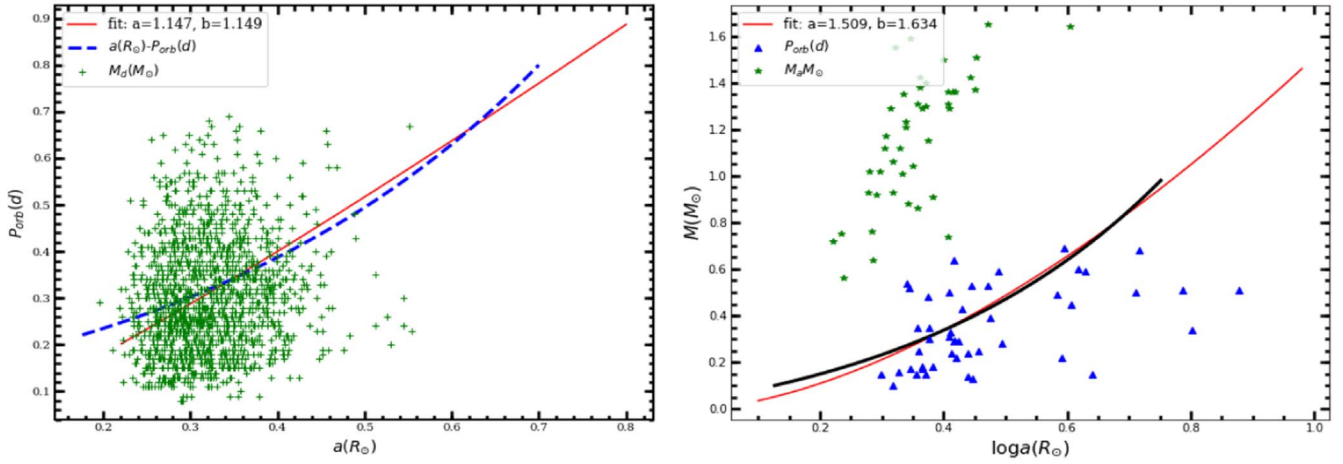 fit: a=1.147, b=1.149
a(R⊙)-Porb(d)
Md(M⊙)
0.9
0.8
0.7
0.6
0.5
0.4
0.3
0.2
0.1
Porb(d)
0.2 0.3 0.4 0.5 0.6 0.7 0.8
a(R⊙)
fit: a=1.509, b=1.634
Porb(d)
MaM⊙
1.6
1.4
1.2
1.0
0.8
0.6
0.4
0.2
0.0
M(M⊙)
0.2 0.4 0.6 0.8 1.0
loga(R⊙)